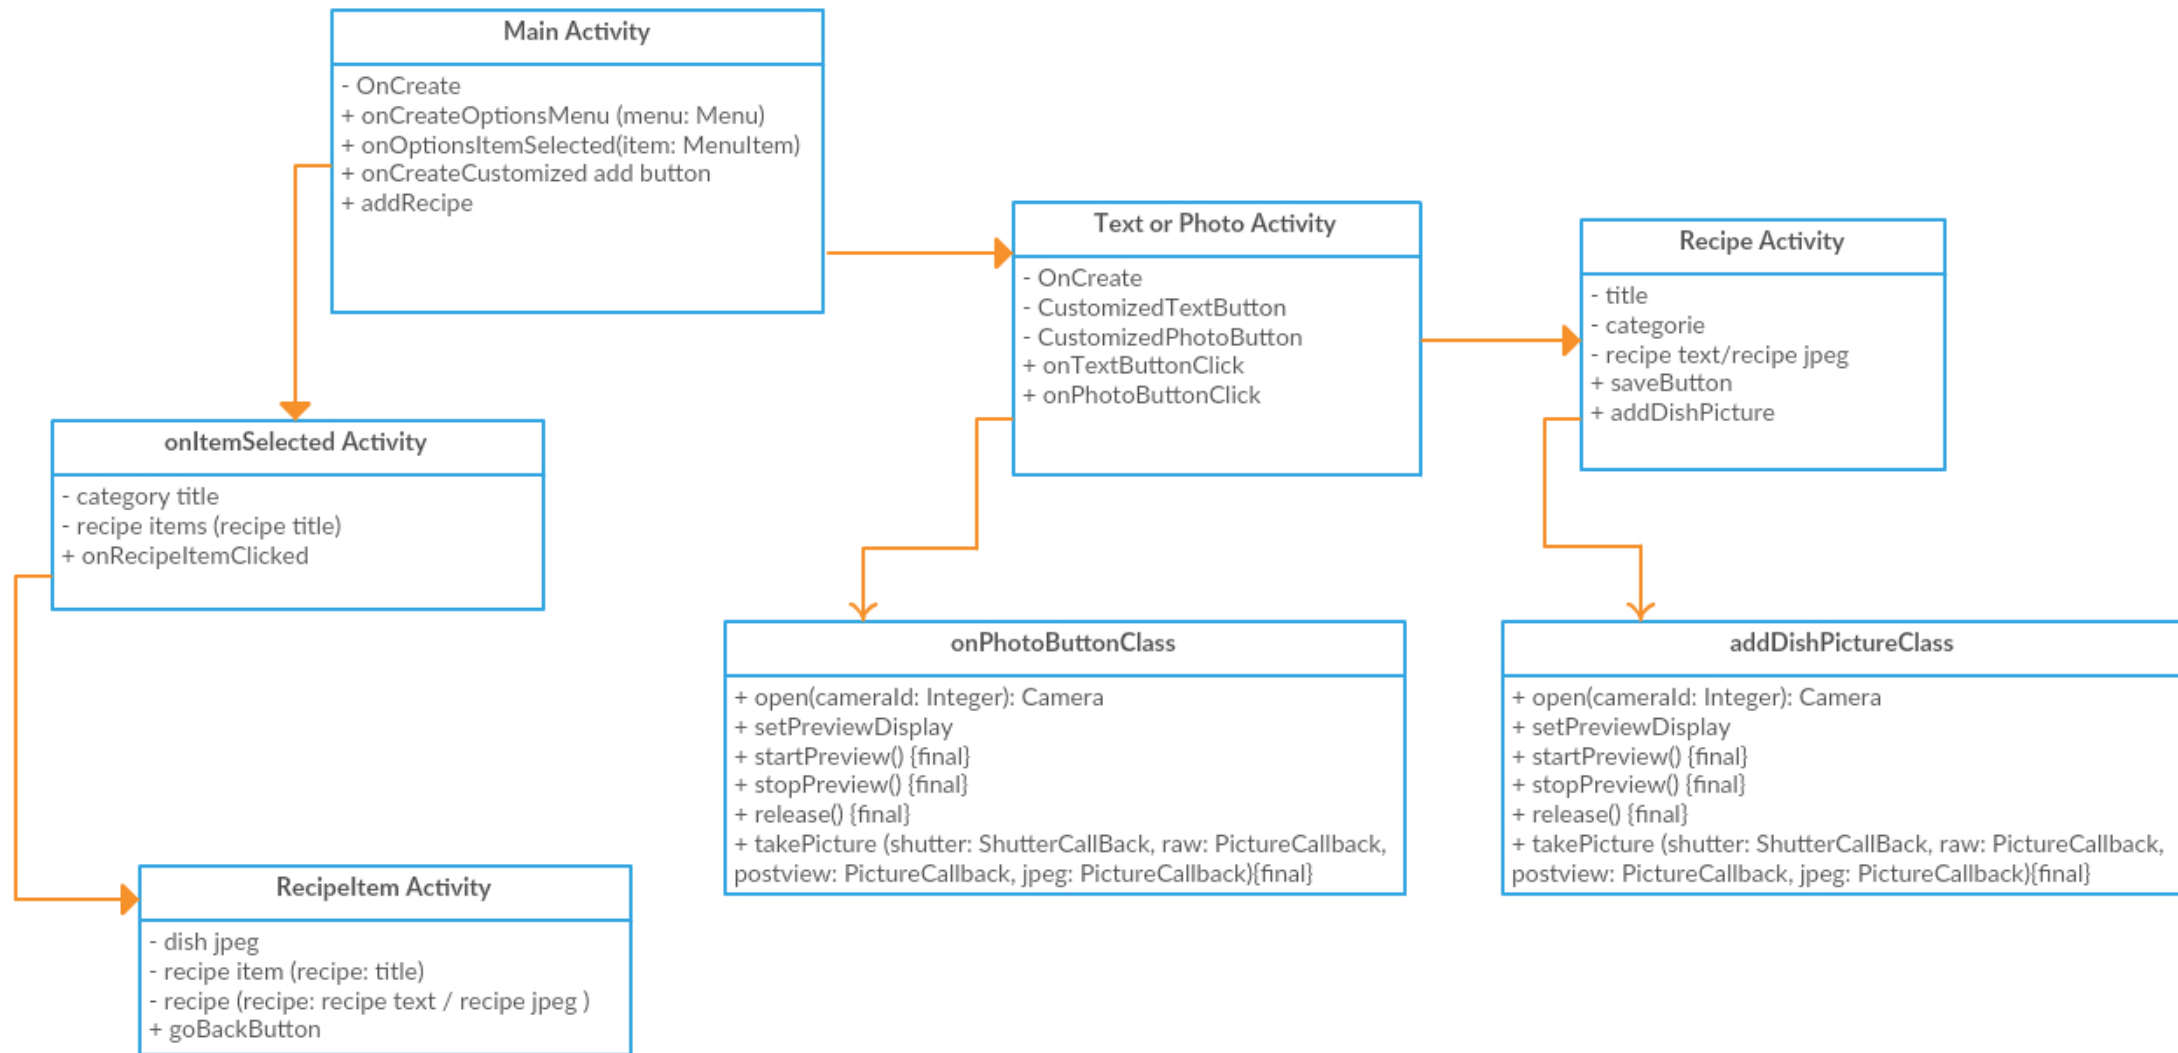 Main Activity
- OnCreate
+ onCreateOptionsMenu (menu: Menu)
+ onOptionsItemSelected(item: MenuItem)
+ onCreateCustomized add button
+ addRecipe
Text or Photo Activity
- OnCreate
- CustomizedTextButton
- CustomizedPhotoButton
+ onTextButtonClick
+ onPhotoButtonClick
Recipe Activity
- title
- categorie
- recipe text/recipe jpeg
+ saveButton
+ addDishPicture
onItemSelected Activity
- category title
- recipe items (recipe title)
+ onRecipeItemClicked
onPhotoButtonClass
+ open(cameraId: Integer): Camera
+ setPreviewDisplay
+ startPreview() {final}
+ stopPreview() {final}
+ release() {final}
+ takePicture (shutter: ShutterCallBack, raw: PictureCallback,
postview: PictureCallback, jpeg: PictureCallback){final}
addDishPictureClass
+ open(cameraId: Integer): Camera
+ setPreviewDisplay
+ startPreview() {final}
+ stopPreview() {final}
+ release() {final}
+ takePicture (shutter: ShutterCallBack, raw: PictureCallback,
postview: PictureCallback, jpeg: PictureCallback){final}
RecipeItem Activity
- dish jpeg
- recipe item (recipe: title)
- recipe (recipe: recipe text / recipe jpeg )
+ goBackButton